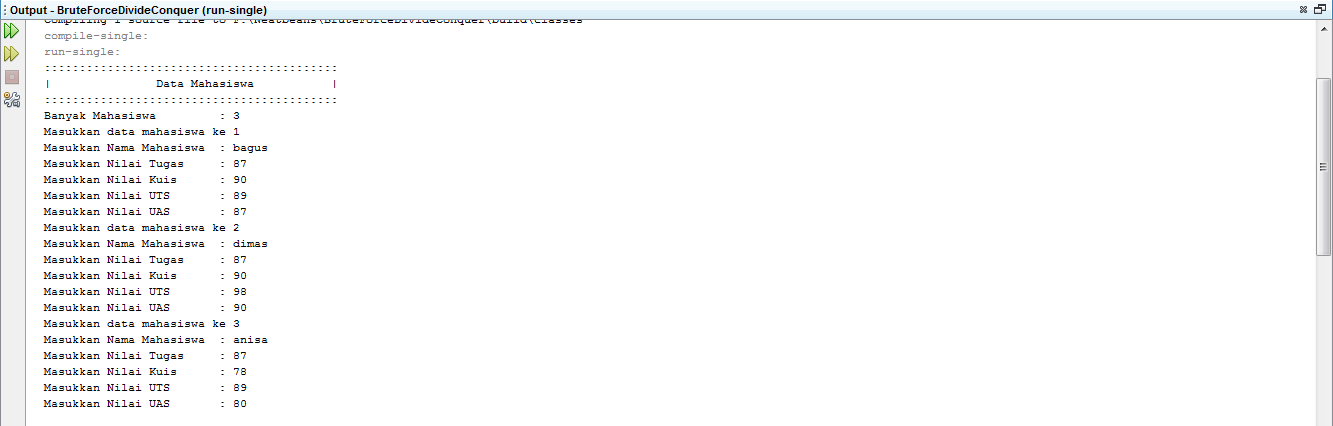 Output - BruteForceDivideConquer (run-single)
Compiling 1 source file to F:\NeatBeans\BruteForceDivideConquer\build\classes
compile-single:
run-single:
::::::::::::::::::::::::::::::::::::::::::
|               Data Mahasiswa           |
::::::::::::::::::::::::::::::::::::::::::
Banyak Mahasiswa         : 3
Masukkan data mahasiswa ke 1
Masukkan Nama Mahasiswa  : bagus
Masukkan Nilai Tugas     : 87
Masukkan Nilai Kuis      : 90
Masukkan Nilai UTS       : 89
Masukkan Nilai UAS       : 87
Masukkan data mahasiswa ke 2
Masukkan Nama Mahasiswa  : dimas
Masukkan Nilai Tugas     : 87
Masukkan Nilai Kuis      : 90
Masukkan Nilai UTS       : 98
Masukkan Nilai UAS       : 90
Masukkan data mahasiswa ke 3
Masukkan Nama Mahasiswa  : anisa
Masukkan Nilai Tugas     : 87
Masukkan Nilai Kuis      : 78
Masukkan Nilai UTS       : 89
Masukkan Nilai UAS       : 80